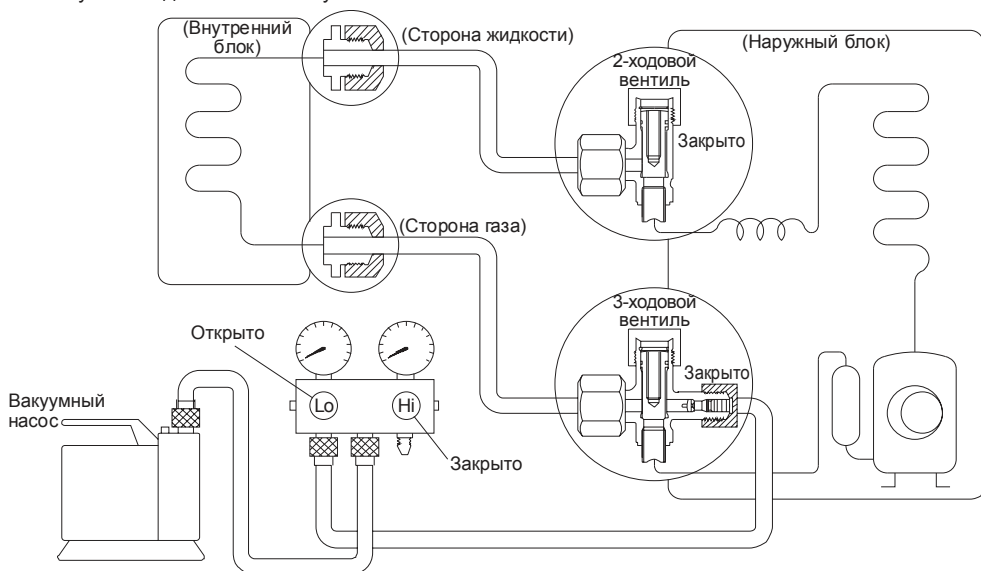 (Внутренний
блок)
(Сторона жидкости)
(Наружный блок)
2-ходовой
вентиль
Закрыто
(Сторона газа)
3-ходовой
вентиль
Закрыто
Открыто
Lo
Hi
Вакуумный
насос
Закрыто